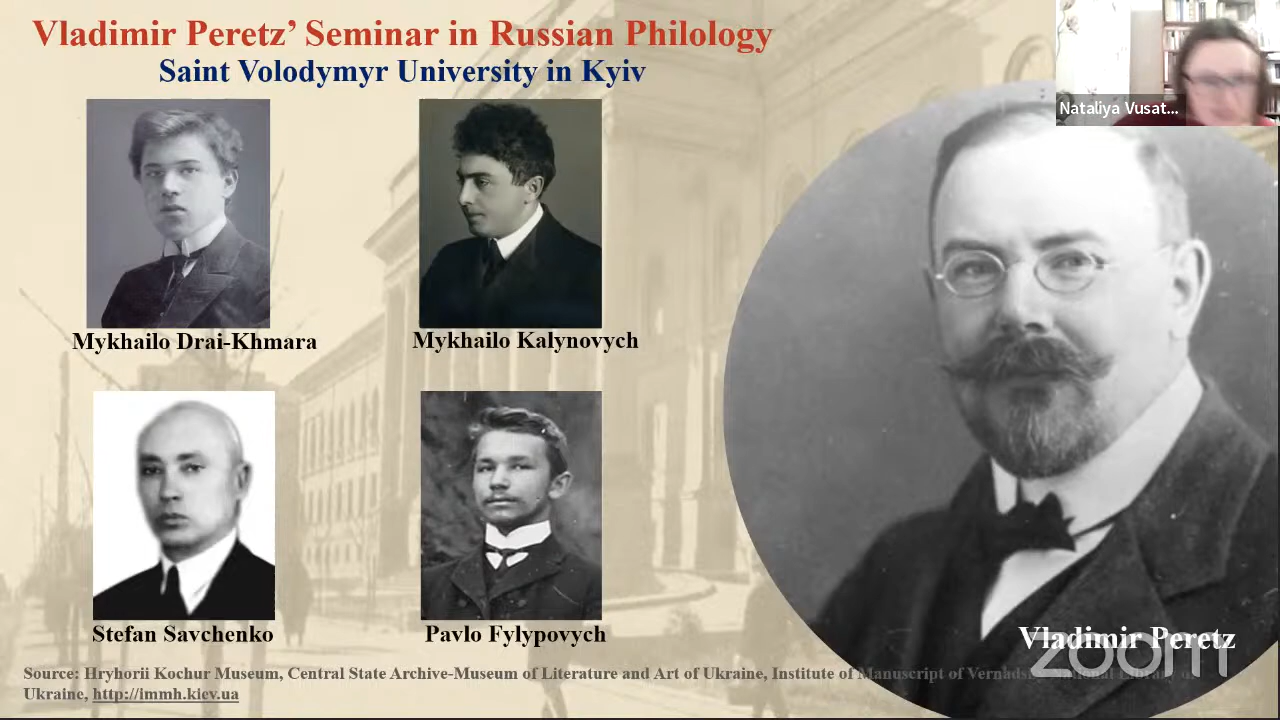 Vladimir Peretz’ Seminar in Russian Philology
Saint Volodymyr University in Kyiv
Nataliya Vusat...
Mykhailo Drai-Khmara
Mykhailo Kalynovych
Stefan Savchenko
Pavlo Fylypovych
Vladimir Peretz
zoom
Source: Hryhorii Kochur Museum, Central State Archive-Museum of Literature and Art of Ukraine, Institute of Manuscript of
Ukraine, http://immh.kiev.ua